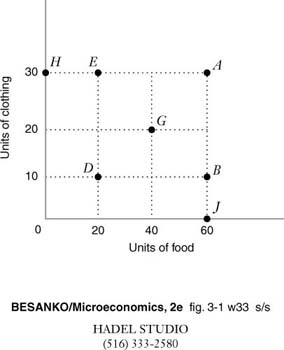 H E A
30
Units of clothing
20 G
10 D B
J
0 20 40 60
Units of food
BESANKO/Microeconomics, 2e fig. 3-1 w33 s/s
HADEL STUDIO
(516) 333-2580